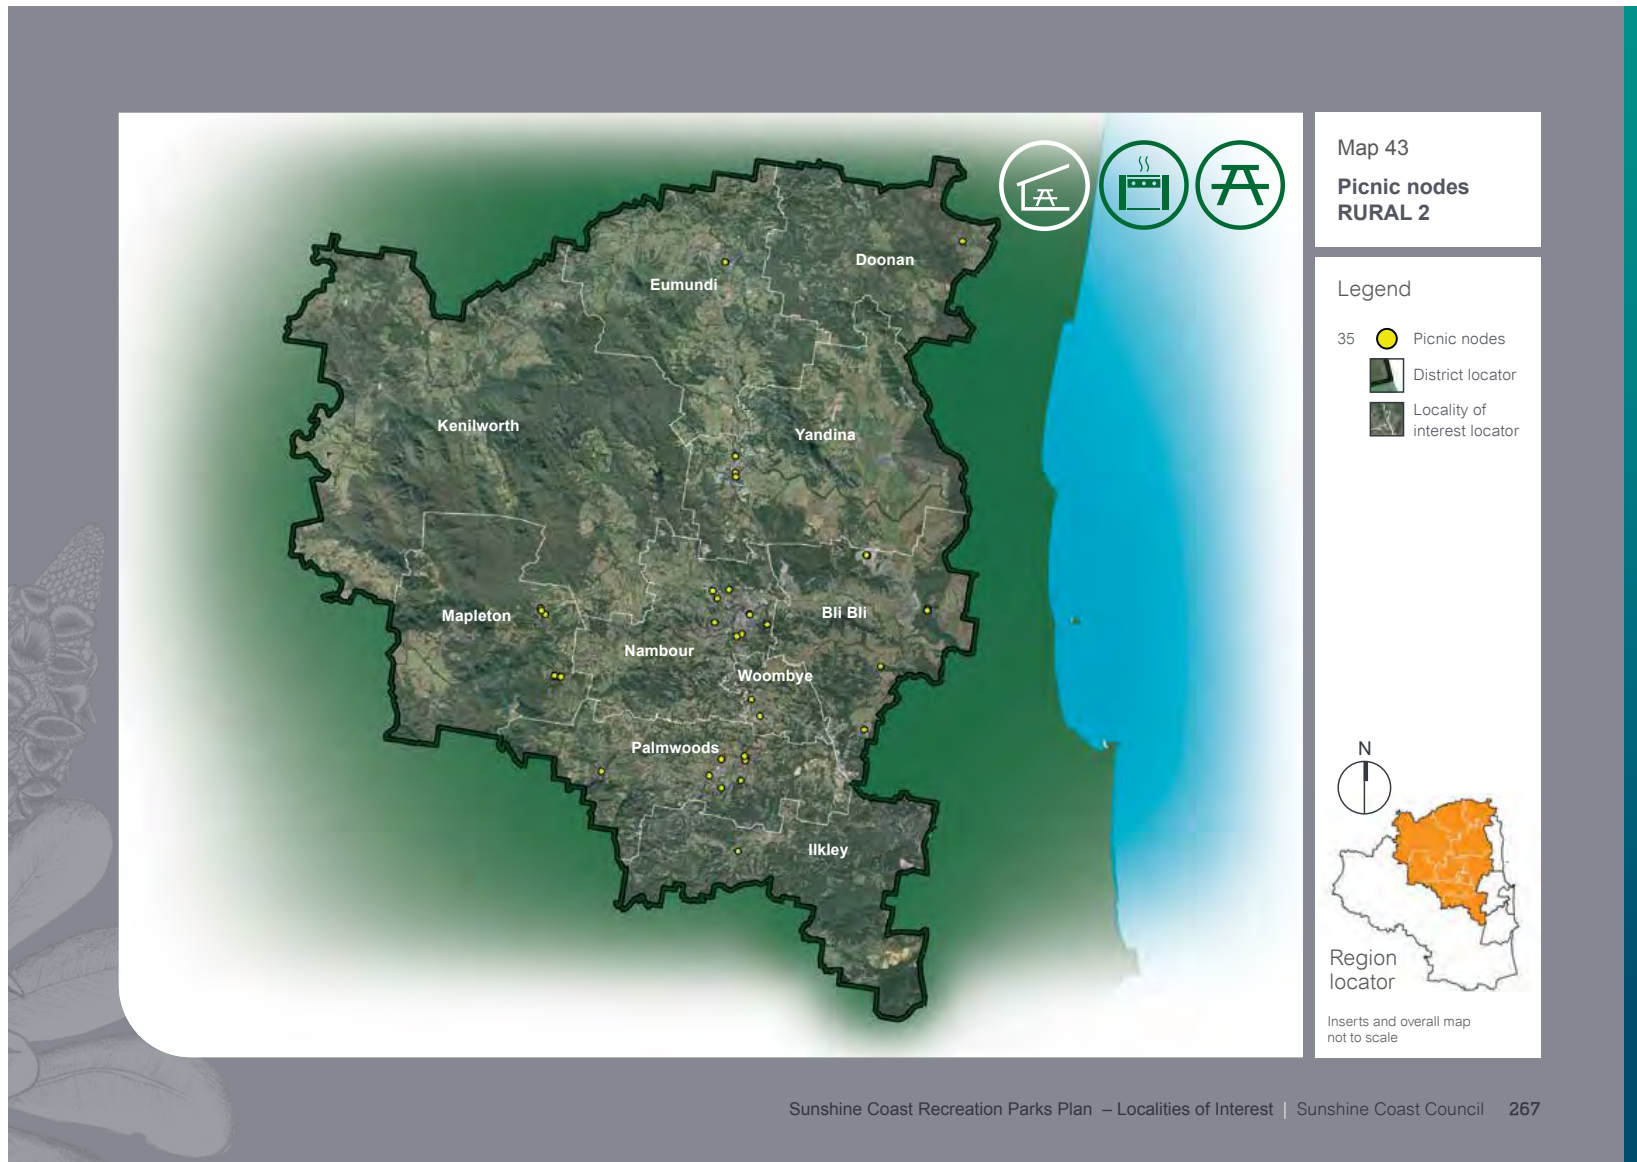 Map 43
Picnic nodes
RURAL 2
Legend
35
Picnic nodes
District locator
Locality of
interest locator
Doonan
Eumundi
Kenilworth
Yandina
Mapleton
Bli Bli
Nambour
Woombye
Palmwoods
Ilkley
N
Region
locator
Inserts and overall map
not to scale
Sunshine Coast Recreation Parks Plan – Localities of Interest | Sunshine Coast Council 267